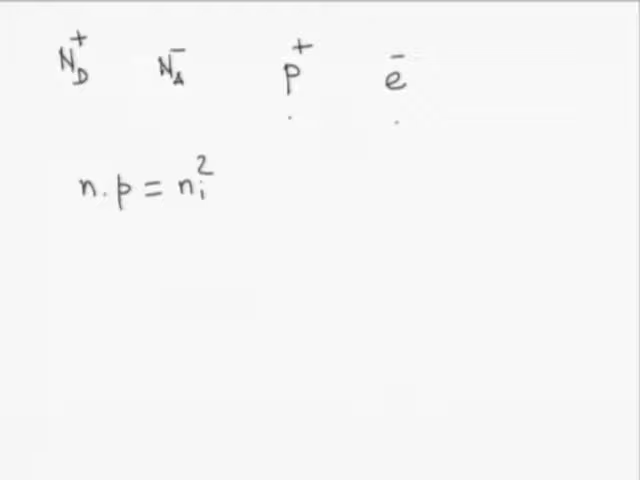 N_D^+ N_A^- p^+ e^-
n.p = n_i^2